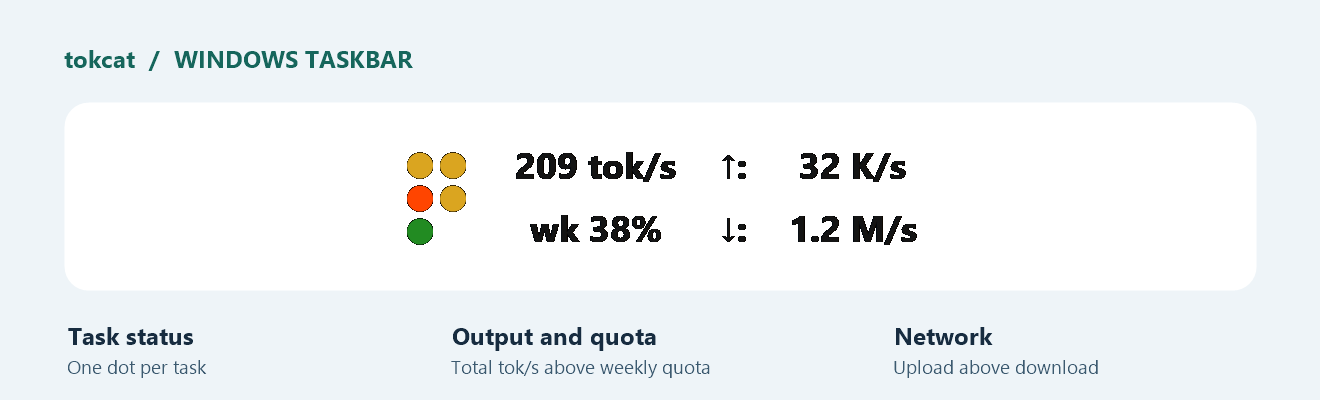 tokcat / WINDOWS TASKBAR
209 tok/s ↑: 32 K/s
wk 38% ↓: 1.2 M/s
Task status
One dot per task
Output and quota
Total tok/s above weekly quota
Network
Upload above download